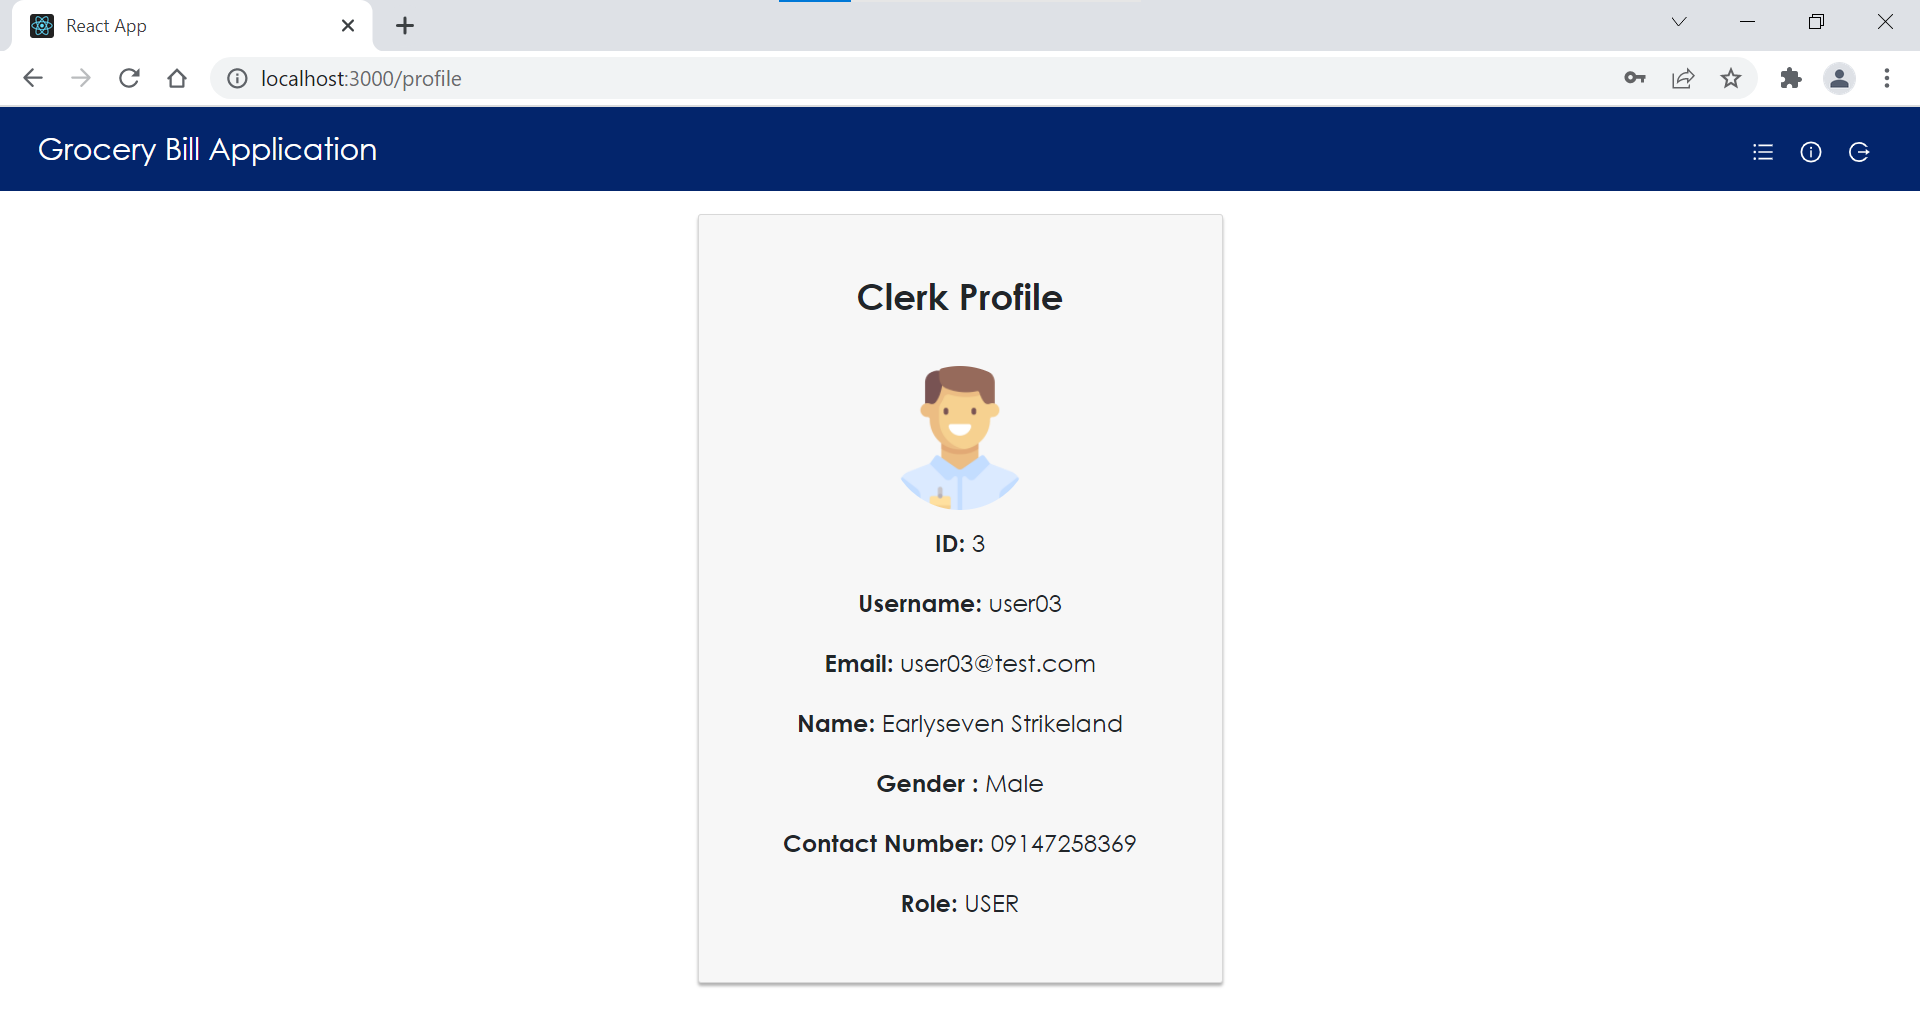 React App
localhost:3000/profile
Grocery Bill Application
Clerk Profile
ID: 3
Username: user03
Email: user03@test.com
Name: Earlyseven Strikeland
Gender : Male
Contact Number: 09147258369
Role: USER